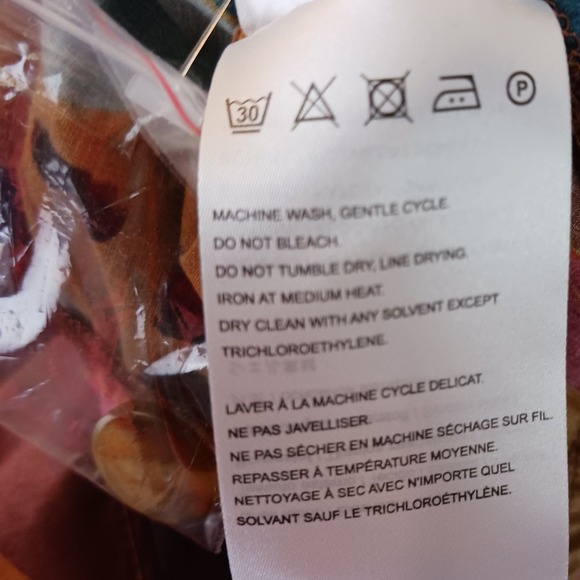 30
P
MACHINE WASH, GENTLE CYCLE.
DO NOT BLEACH.
DO NOT TUMBLE DRY, LINE DRYING.
IRON AT MEDIUM HEAT.
DRY CLEAN WITH ANY SOLVENT EXCEPT
TRICHLOROETHYLENE.
LAVER À LA MACHINE CYCLE DELICAT.
NE PAS JAVELLISER.
NE PAS SÉCHER EN MACHINE SÉCHAGE SUR FIL.
REPASSER À TEMPÉRATURE MOYENNE.
NETTOYAGE À SEC AVEC N'IMPORTE QUEL
SOLVANT SAUF LE TRICHLOROÉTHYLÈNE.